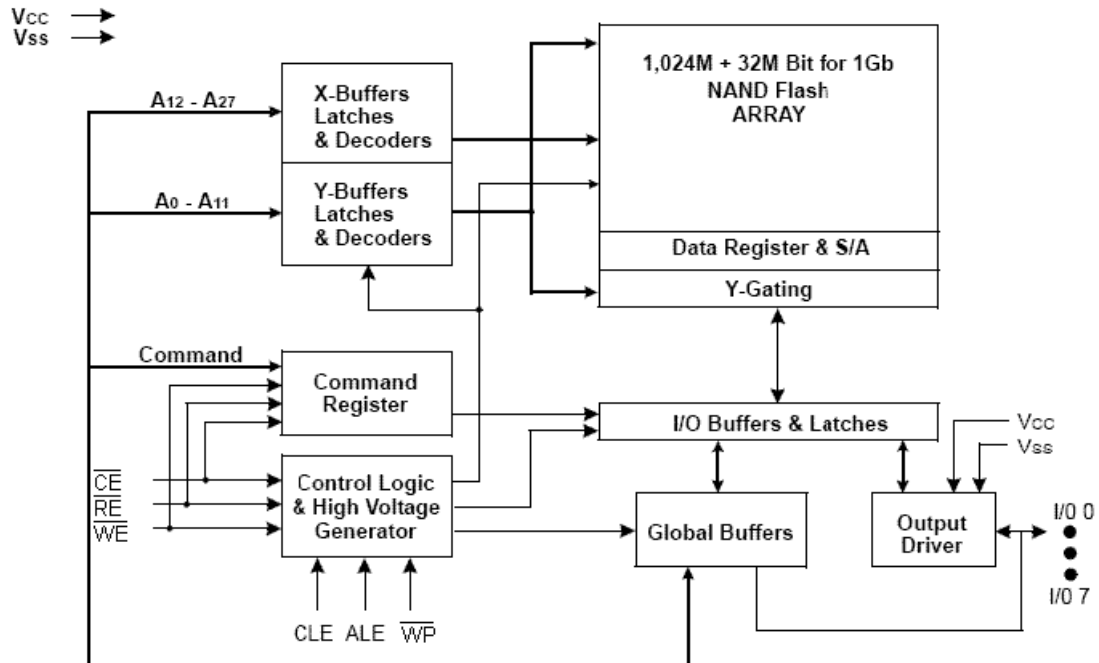 Vcc
Vss
A12 - A27
X-Buffers
Latches
& Decoders
A0 - A11
Y-Buffers
Latches
& Decoders
1,024M + 32M Bit for 1Gb
NAND Flash
ARRAY
Data Register & S/A
Y-Gating
Command
Command
Register
I/O Buffers & Latches
Vcc
Vss
CE
RE
WE
Control Logic
& High Voltage
Generator
Global Buffers
Output
Driver
I/0 0
I/0 7
CLE ALE WP